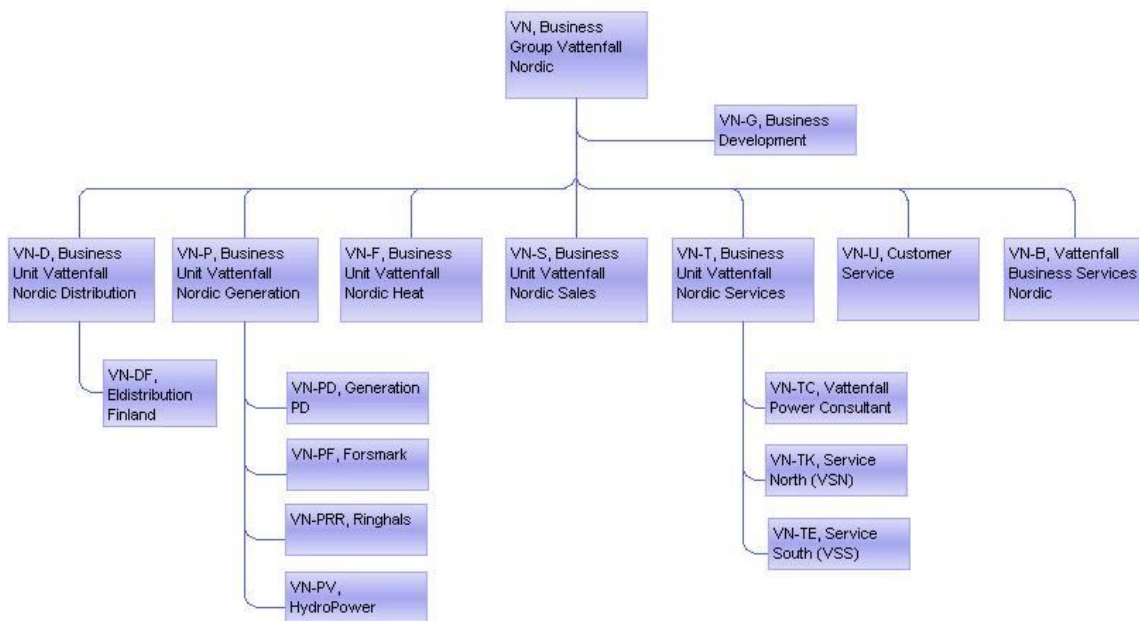 VN, Business
Group Vattenfall
Nordic
VN-G, Business
Development
VN-D, Business
Unit Vattenfall
Nordic Distribution
VN-P, Business
Unit Vattenfall
Nordic Generation
VN-F, Business
Unit Vattenfall
Nordic Heat
VN-S, Business
Unit Vattenfall
Nordic Sales
VN-T, Business
Unit Vattenfall
Nordic Services
VN-U, Customer
Service
VN-B, Vattenfall
Business Services
Nordic
VN-DF,
Eldistribution
Finland
VN-PD, Generation
PD
VN-PF, Forsmark
VN-PRR, Ringhals
VN-PV,
HydroPower
VN-TC, Vattenfall
Power Consultant
VN-TK, Service
North (VSN)
VN-TE, Service
South (VSS)